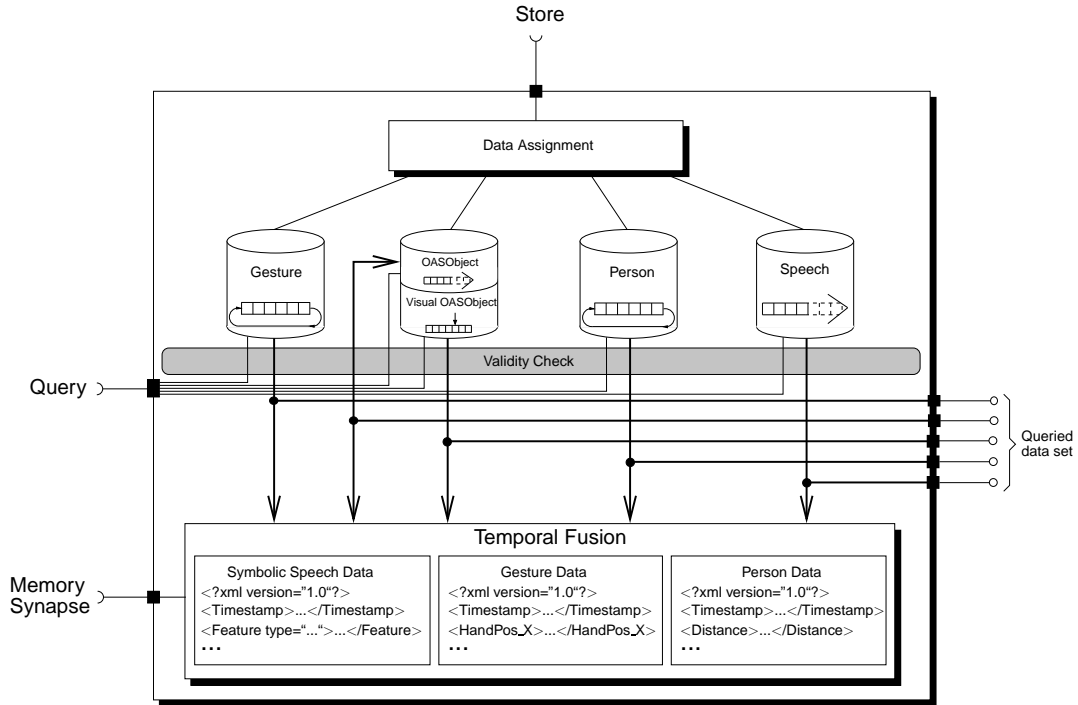 Store
Data Assignment
Gesture
OASObject
Visual OASObject
Person
Speech
Validity Check
Query
Queried
data set
Temporal Fusion
Memory
Synapse
Symbolic Speech Data
<?xml version="1.0“?>
<Timestamp>...</Timestamp>
<Feature type=“...“>...</Feature>
...
Gesture Data
<?xml version="1.0“?>
<Timestamp>...</Timestamp>
<HandPos_X>...</HandPos_X>
...
Person Data
<?xml version="1.0“?>
<Timestamp>...</Timestamp>
<Distance>...</Distance>
...